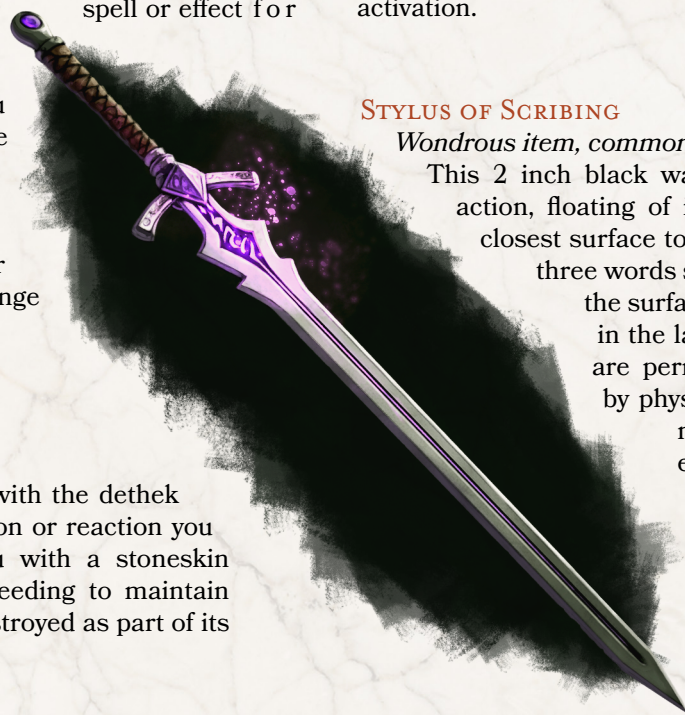 spell or effect for
with the dethek
on or reaction you
with a stoneskin
eeding to maintain
stroyed as part of its
activation.
STYLUS OF SCRIBING
Wondrous item, common
This 2 inch black wa
action, floating of
closest surface to
three words s
the surfa
in the la
are perr
by phys